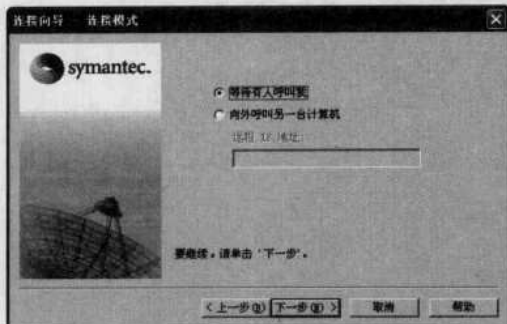 连接向导 - 连接模式
symantec.
等待有人呼叫我
向外呼叫另一台计算机
远程 IP 地址:
要继续，请单击“下一步”。
<上一步(B)
下一步(N)>
取消
帮助